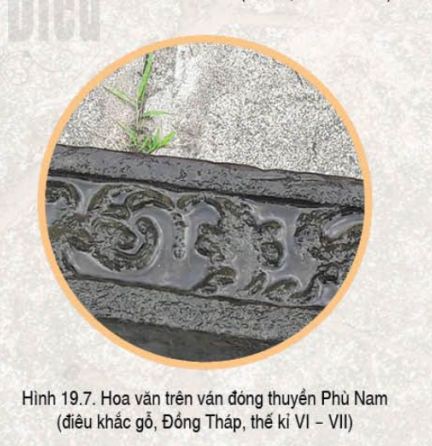 Diệu
Hình 19.7. Hoa văn trên ván đóng thuyền Phù Nam
(điêu khắc gỗ, Đồng Tháp, thế kỉ VI – VII)